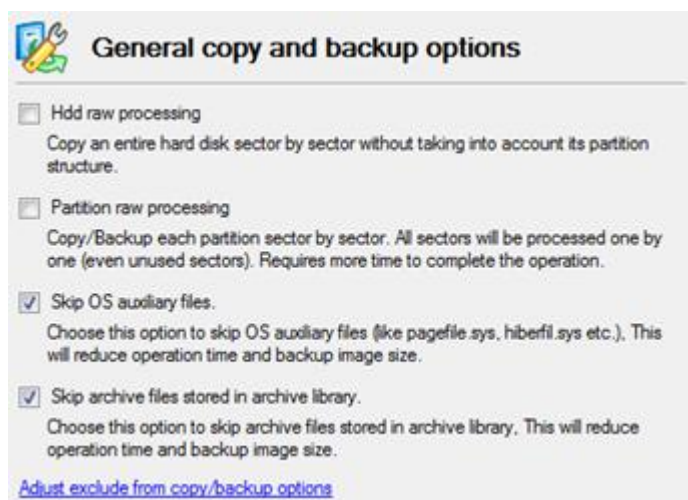 General copy and backup options
Hdd raw processing
Copy an entire hard disk sector by sector without taking into account its partition
structure.
Partition raw processing
Copy/Backup each partition sector by sector. All sectors will be processed one by
one (even unused sectors). Requires more time to complete the operation.
Skip OS auxiliary files.
Choose this option to skip OS auxiliary files (like pagefile.sys, hiberfil.sys etc.), This
will reduce operation time and backup image size.
Skip archive files stored in archive library.
Choose this option to skip archive files stored in archive library, This will reduce
operation time and backup image size.
Adjust exclude from copy/backup options